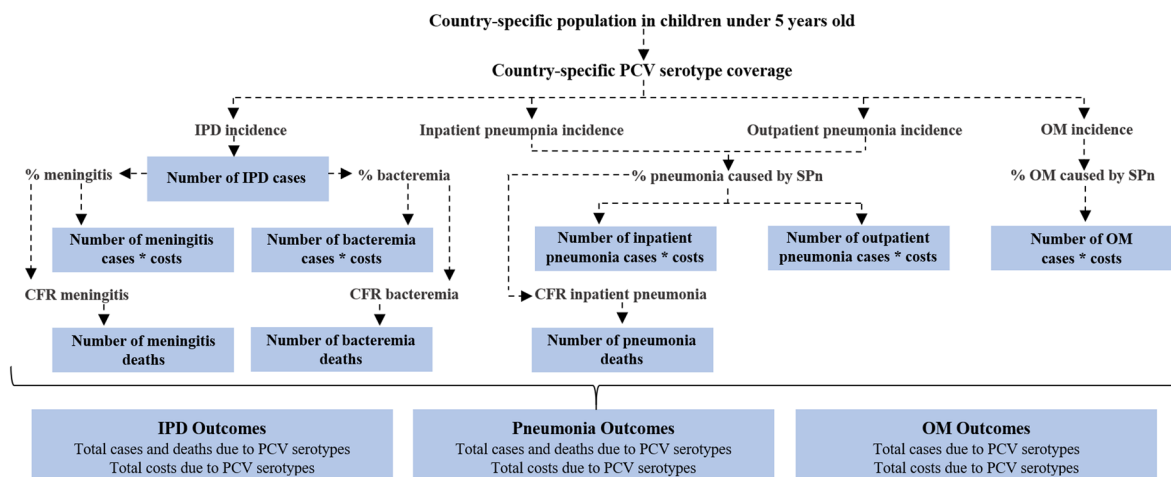 Country-specific population in children under 5 years old
Country-specific PCV serotype coverage
IPD incidence
Inpatient pneumonia incidence
Outpatient pneumonia incidence
OM incidence
% meningitis
Number of IPD cases
% bacteremia
% pneumonia caused by SPn
% OM caused by SPn
Number of meningitis
cases * costs
Number of bacteremia
cases * costs
Number of inpatient
pneumonia cases * costs
Number of outpatient
pneumonia cases * costs
Number of OM
cases * costs
CFR meningitis
CFR bacteremia
CFR inpatient pneumonia
Number of meningitis
deaths
Number of bacteremia
deaths
Number of pneumonia
deaths
IPD Outcomes
Total cases and deaths due to PCV serotypes
Total costs due to PCV serotypes
Pneumonia Outcomes
Total cases and deaths due to PCV serotypes
Total costs due to PCV serotypes
OM Outcomes
Total cases due to PCV serotypes
Total costs due to PCV serotypes